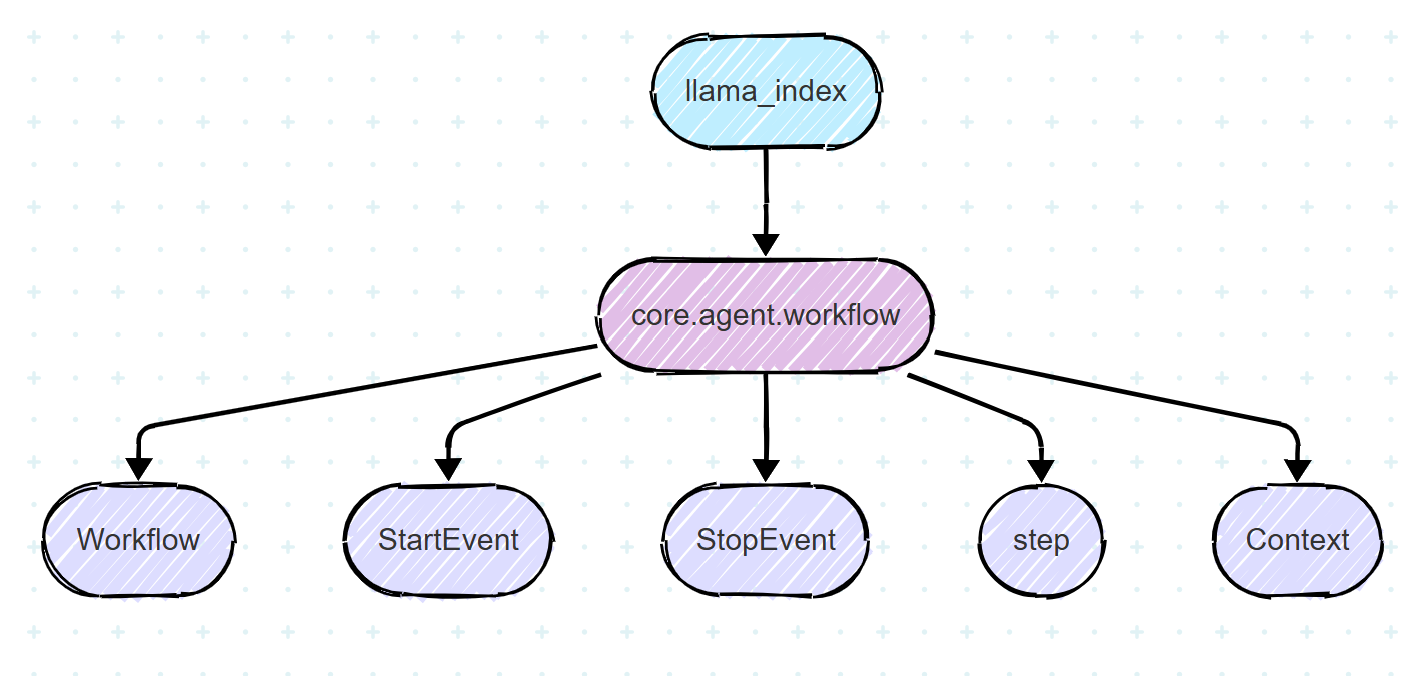 llama_index
core.agent.workflow
Workflow
StartEvent
StopEvent
step
Context